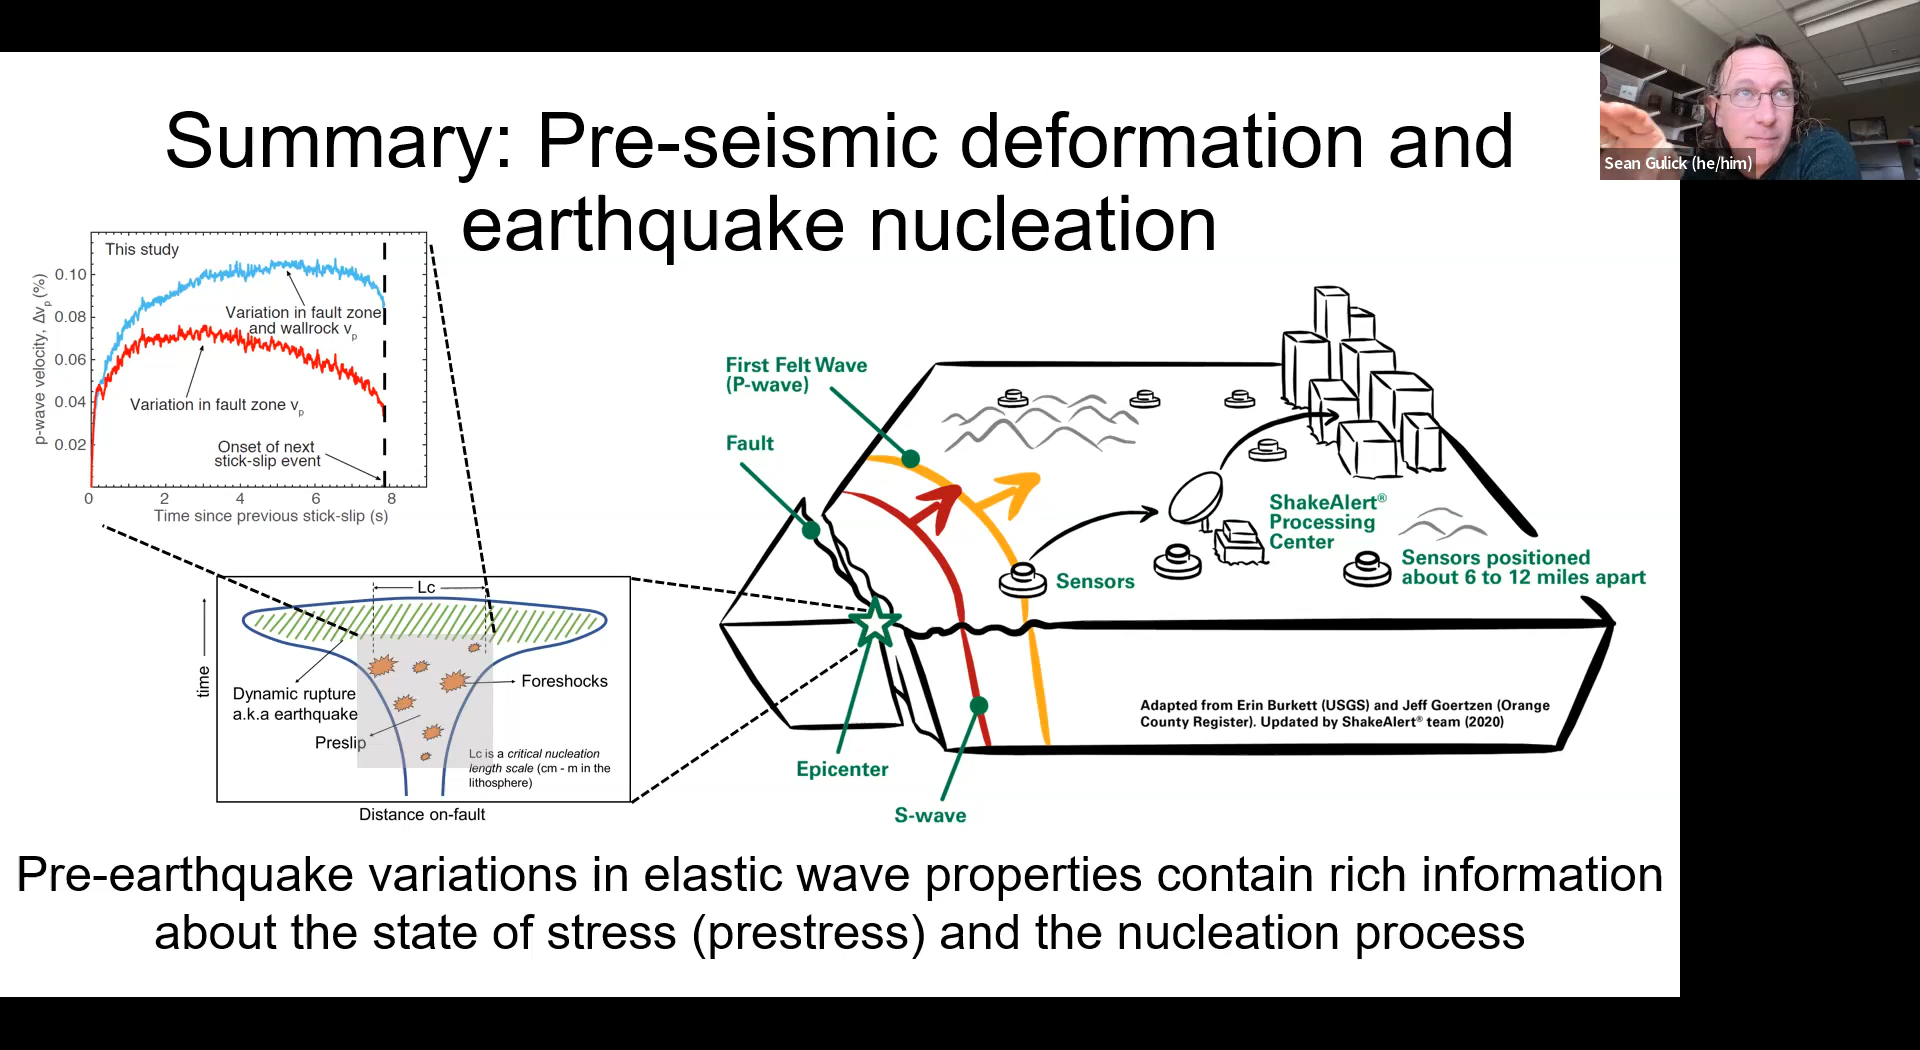 Summary: Pre-seismic deformation and
earthquake nucleation
Sean Gulick (he/him)
This study
0.10
0.08
0.06
0.04
0.02
p-wave velocity, Δvp (%)
Variation in fault zone
and wallrock vp
Variation in fault zone vp
Onset of next
stick-slip event
0 2 4 6 8
Time since previous stick-slip (s)
Lc
time
Dynamic rupture
a.k.a earthquake
Foreshocks
Preslip
Lc is a critical nucleation
length scale (cm - m in the
lithosphere)
Distance on-fault
First Felt Wave
(P-wave)
Fault
Sensors
ShakeAlert®
Processing
Center
Sensors positioned
about 6 to 12 miles apart
Adapted from Erin Burkett (USGS) and Jeff Goertzen (Orange
County Register). Updated by ShakeAlert® team (2020)
Epicenter
S-wave
Pre-earthquake variations in elastic wave properties contain rich information
about the state of stress (prestress) and the nucleation process